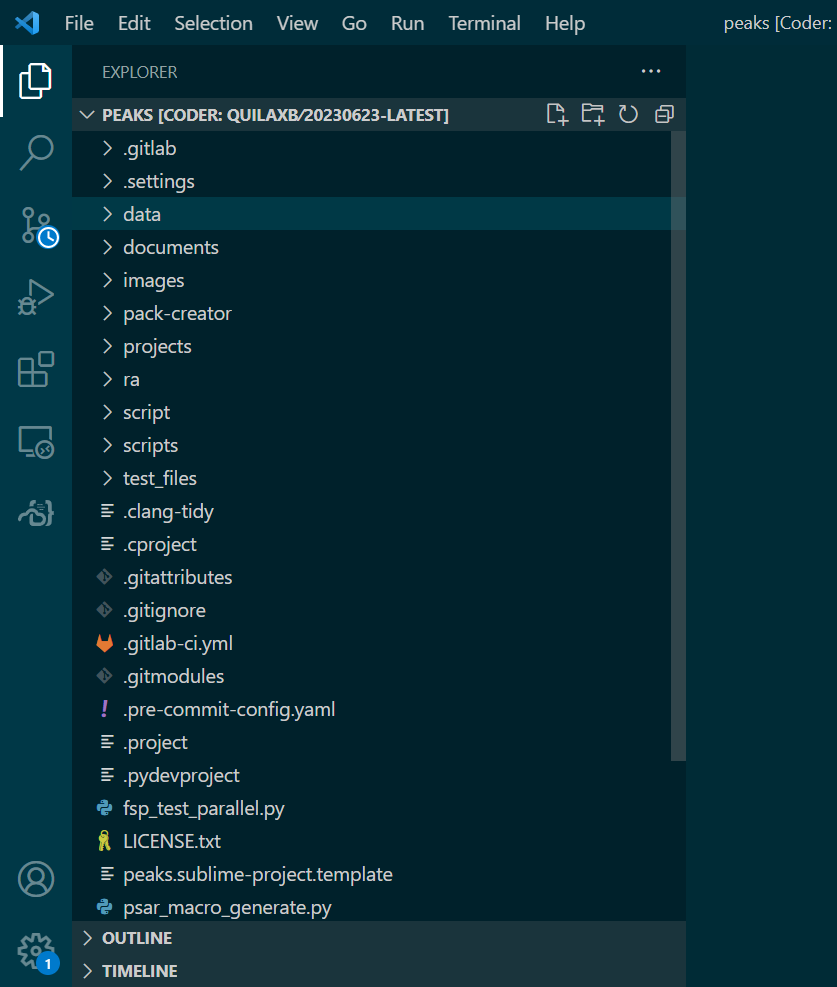 File Edit Selection View Go Run Terminal Help peaks [Coder:
EXPLORER
PEAKS [CODER: QUILAXB/20230623-LATEST]
.gitlab
.settings
data
documents
images
pack-creator
projects
ra
script
scripts
test_files
.clang-tidy
.cproject
.gitattributes
.gitignore
.gitlab-ci.yml
.gitmodules
.pre-commit-config.yaml
.project
.pydevproject
fsp_test_parallel.py
LICENSE.txt
peaks.sublime-project.template
psar_macro_generate.py
OUTLINE
1
TIMELINE